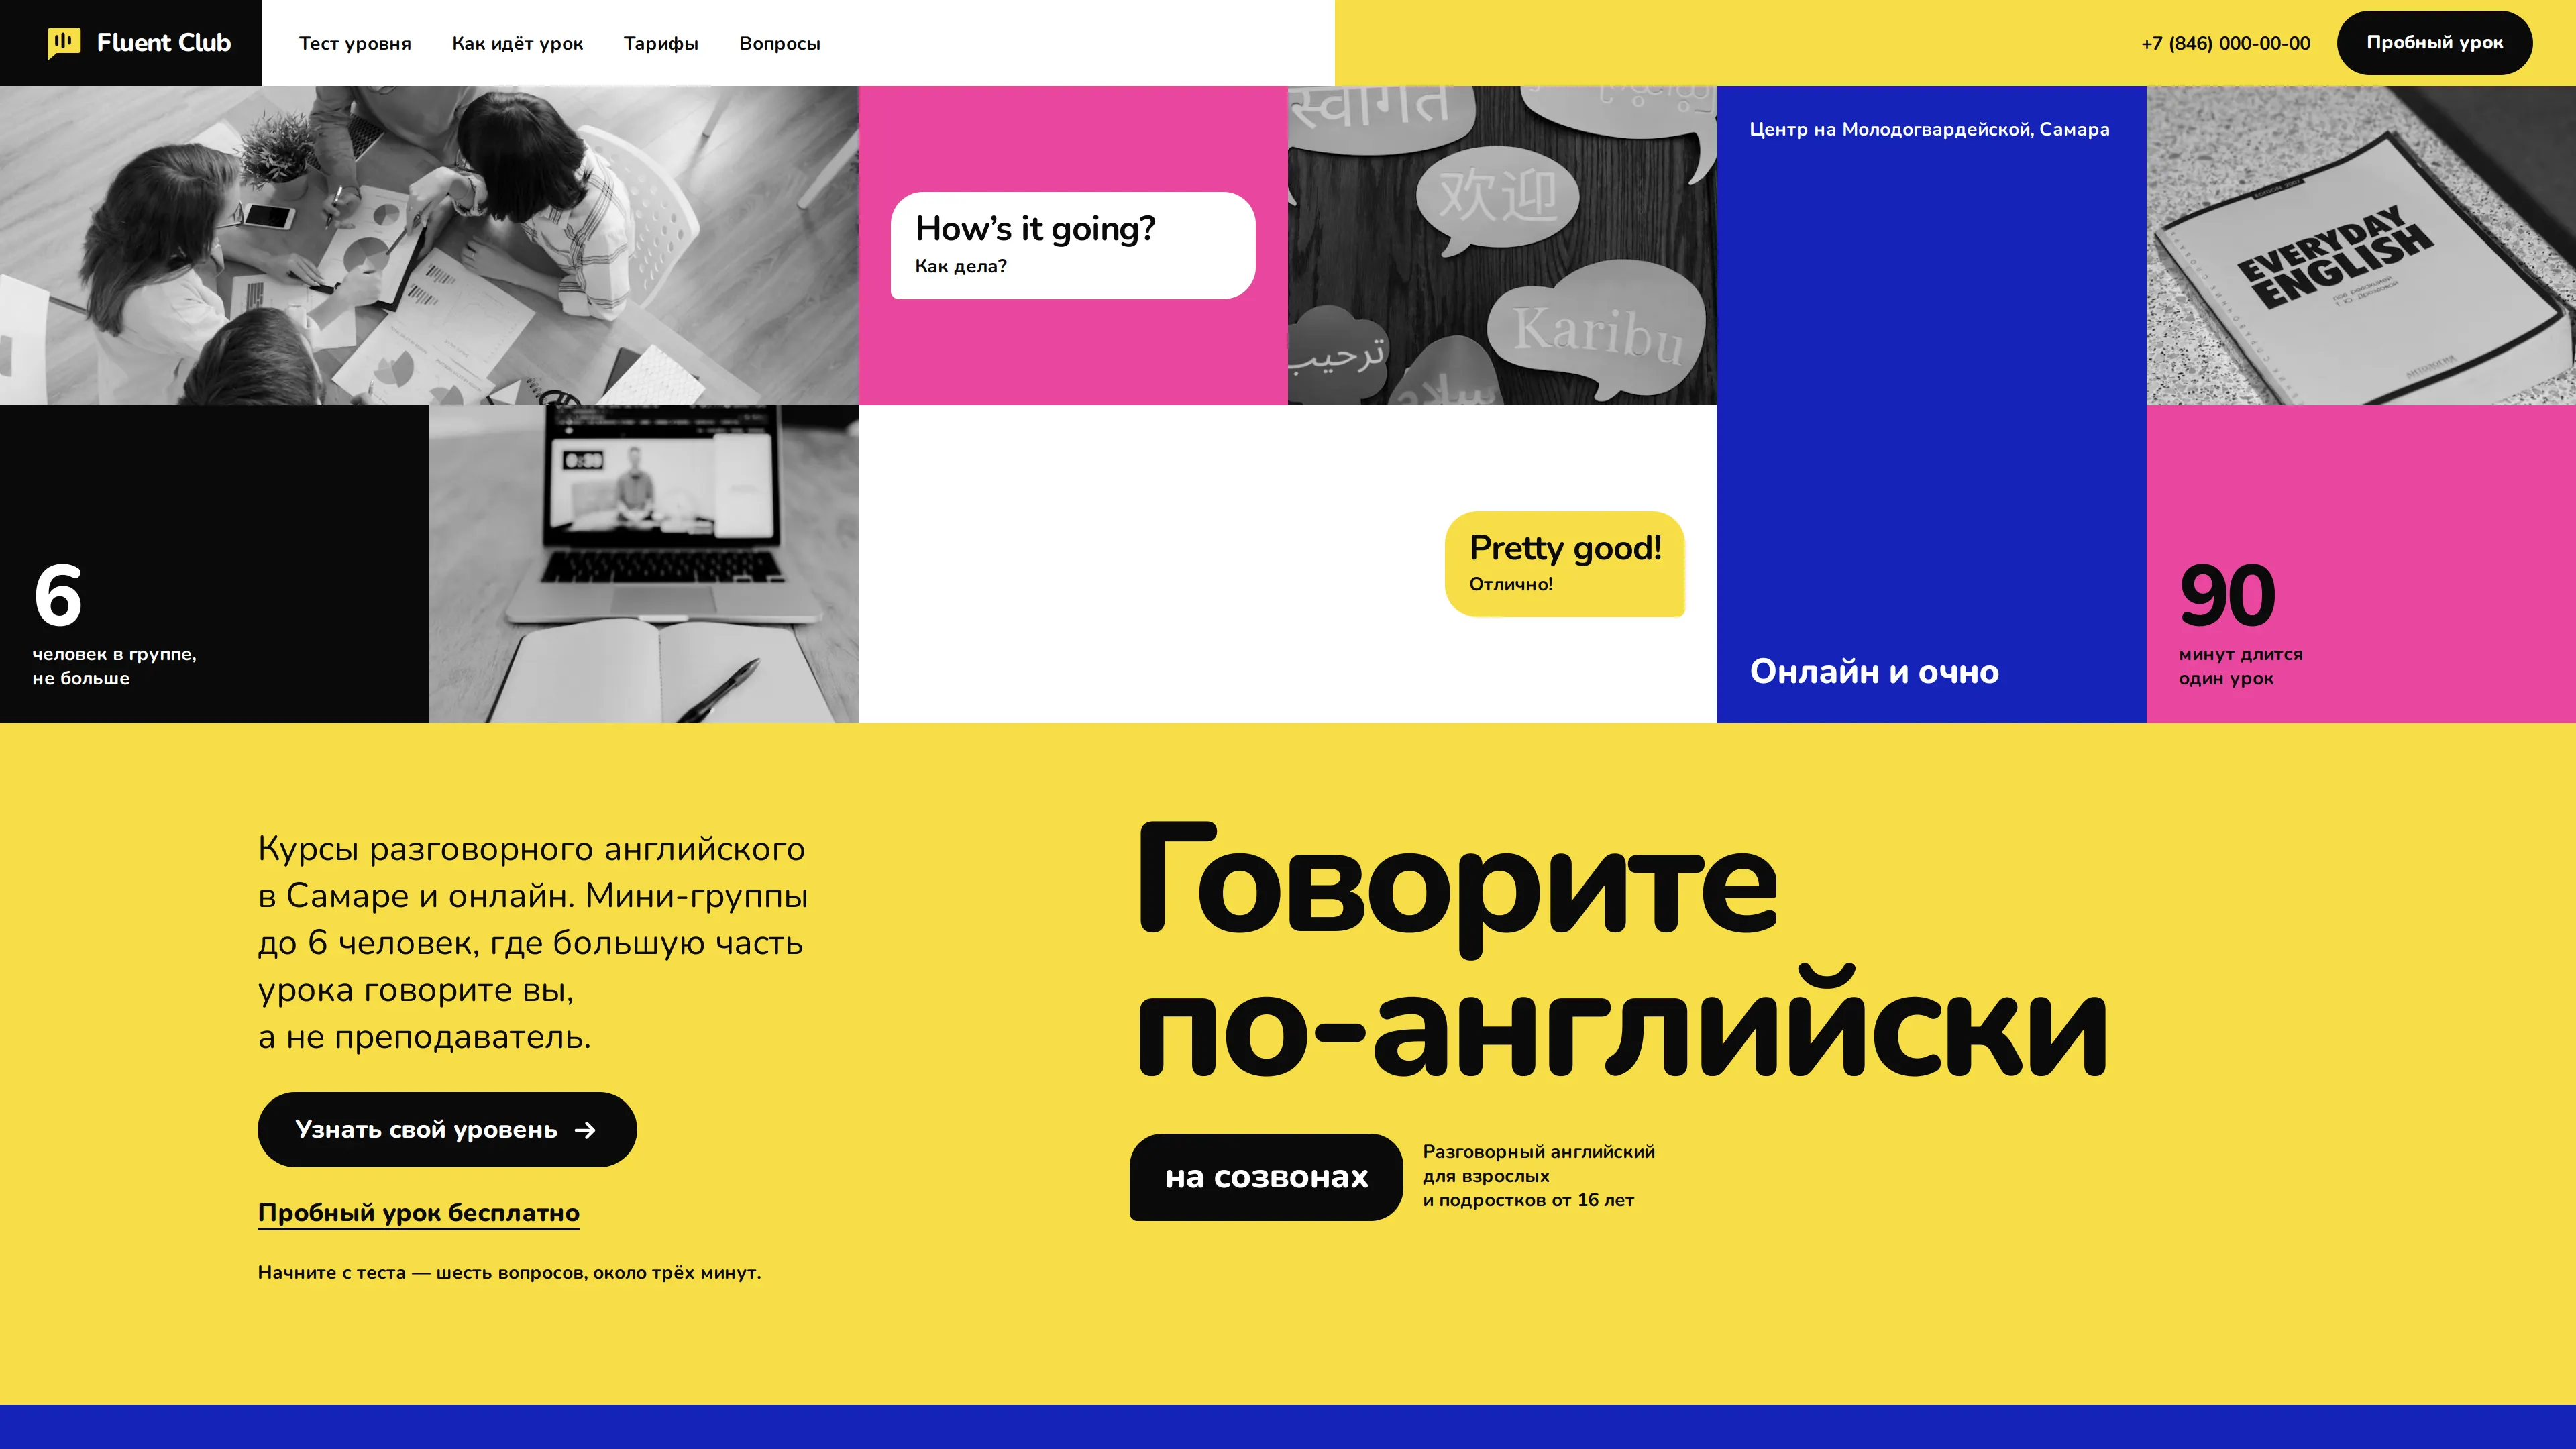 Fluent Club
Тест уровня
Как идёт урок
Тарифы
Вопросы
+7 (846) 000-00-00
Пробный урок
How’s it going?
Как дела?
स्वागत
欢迎
Karibu
ترحيب
Центр на Молодогвардейской, Самара
Онлайн и очно
EVERYDAY
ENGLISH
6
человек в группе,
не больше
Pretty good!
Отлично!
90
минут длится
один урок
Курсы разговорного английского
в Самаре и онлайн. Мини-группы
до 6 человек, где большую часть
урока говорите вы,
а не преподаватель.
Узнать свой уровень →
Пробный урок бесплатно
Начните с теста — шесть вопросов, около трёх минут.
Говорите
по-английски
на созвонах
Разговорный английский
для взрослых
и подростков от 16 лет